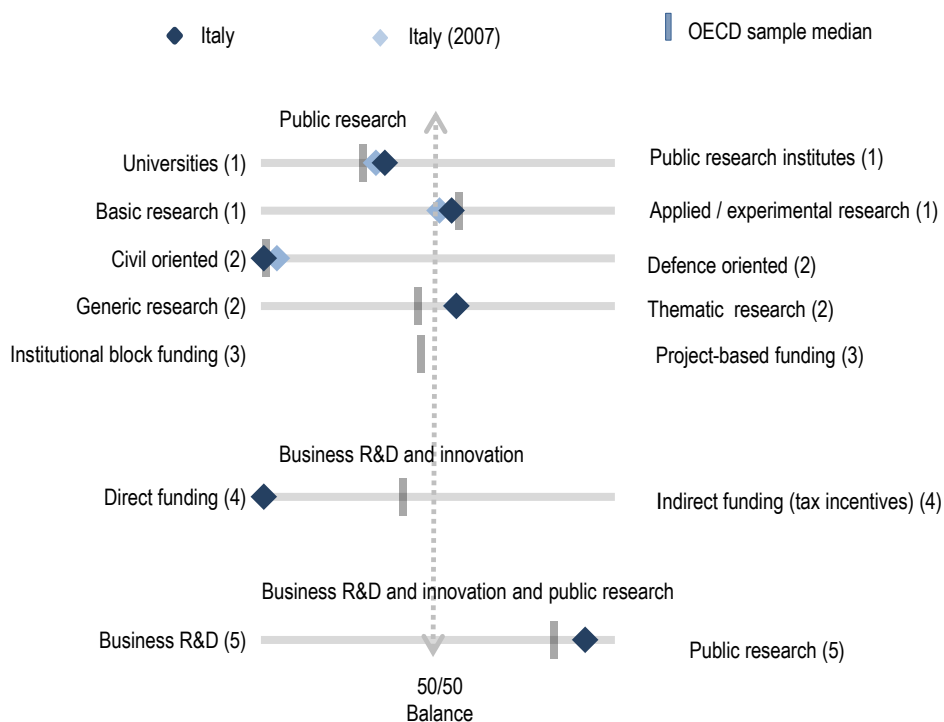 Italy
Italy (2007)
OECD sample median
Public research
Universities (1)
Public research institutes (1)
Basic research (1)
Applied / experimental research (1)
Civil oriented (2)
Defence oriented (2)
Generic research (2)
Thematic research (2)
Institutional block funding (3)
Project-based funding (3)
Business R&D and innovation
Direct funding (4)
Indirect funding (tax incentives) (4)
Business R&D and innovation and public research
Business R&D (5)
Public research (5)
50/50
Balance